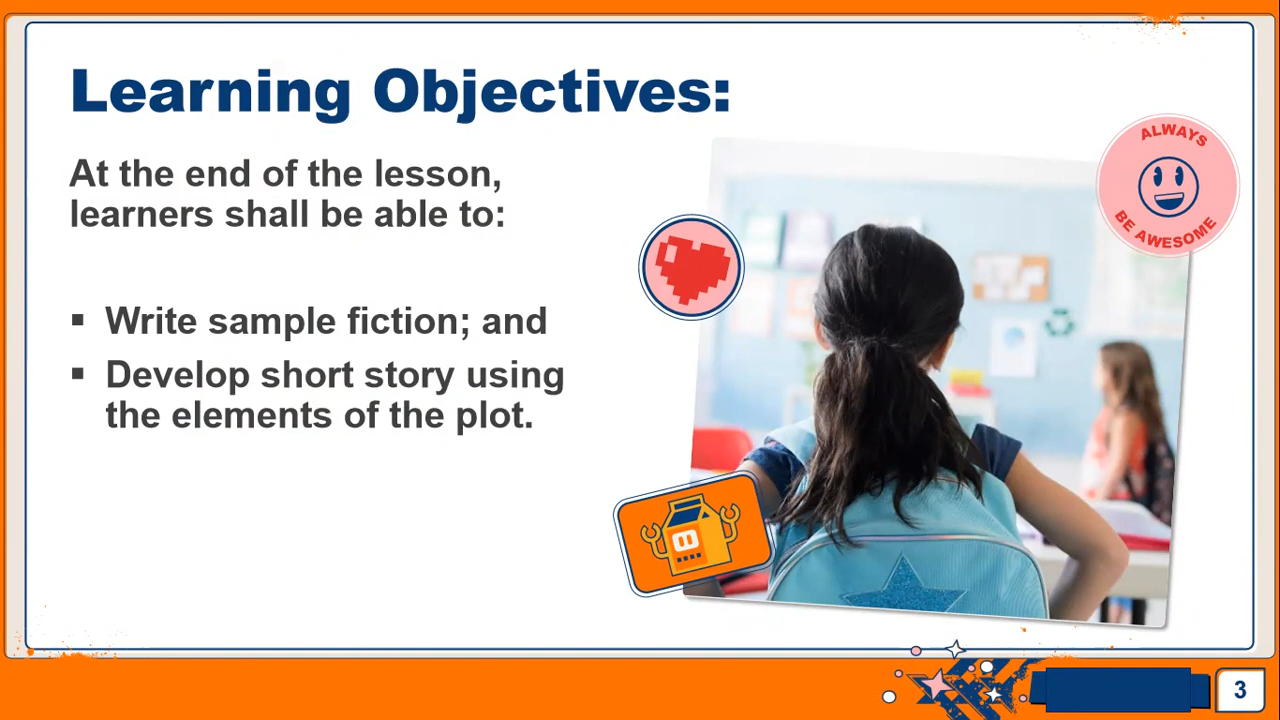 Learning Objectives:
At the end of the lesson,
learners shall be able to:
▪ Write sample fiction; and
▪ Develop short story using
the elements of the plot.
ALWAYS
BE AWESOME
3